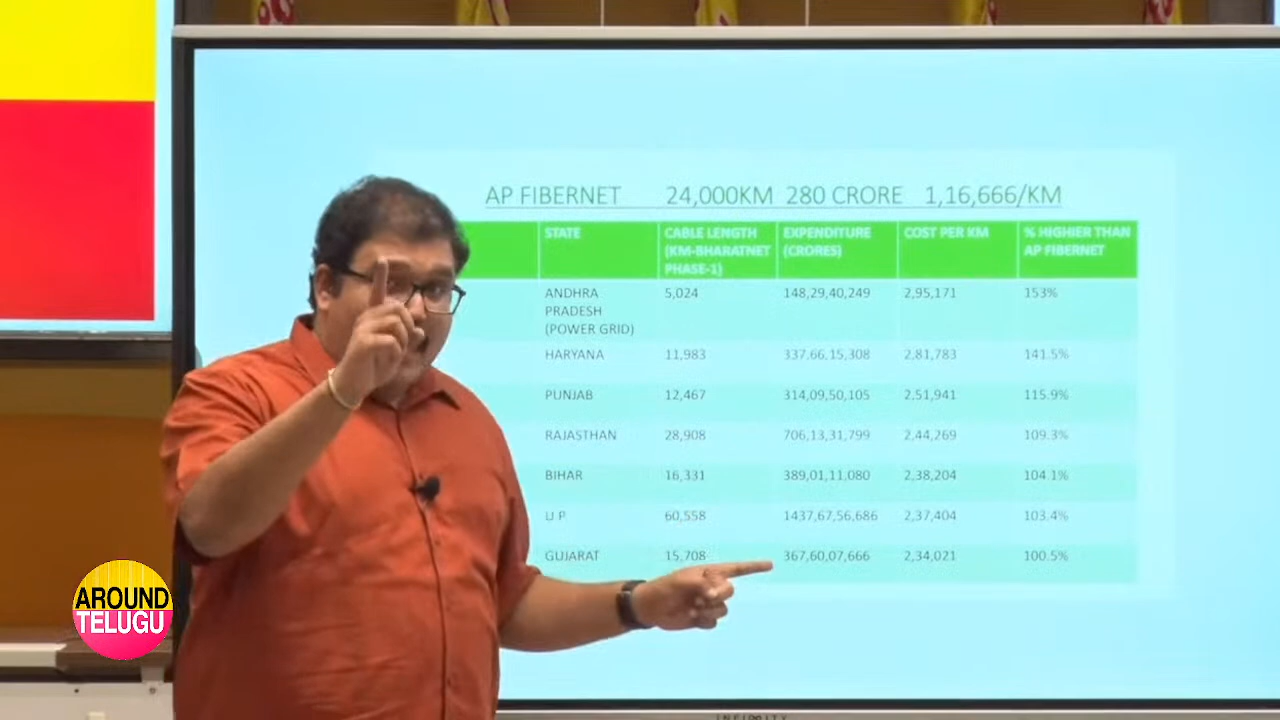 AP FIBERNET 24,000KM 280 CRORE 1,16,666/KM
STATE CABLE LENGTH (KM-BHARATNET PHASE-1) EXPENDITURE (CRORES) COST PER KM % HIGHIER THAN AP FIBERNET
ANDHRA PRADESH (POWER GRID) 5,024 148,29,40,249 2,95,171 153%
HARYANA 11,983 337.66,15,308 2,81,783 141.5%
PUNJAB 12,467 314,09,50,105 2,51,941 115.9%
RAJASTHAN 28,908 706,13,31,799 2,44,269 109.3%
BIHAR 16,331 389,01,11,080 2,38,204 104.1%
U P 60,558 1437,67,56,686 2,37,404 103.4%
GUJARAT 15,708 367,60,07,666 2,34,021 100.5%
AROUND
TELUGU